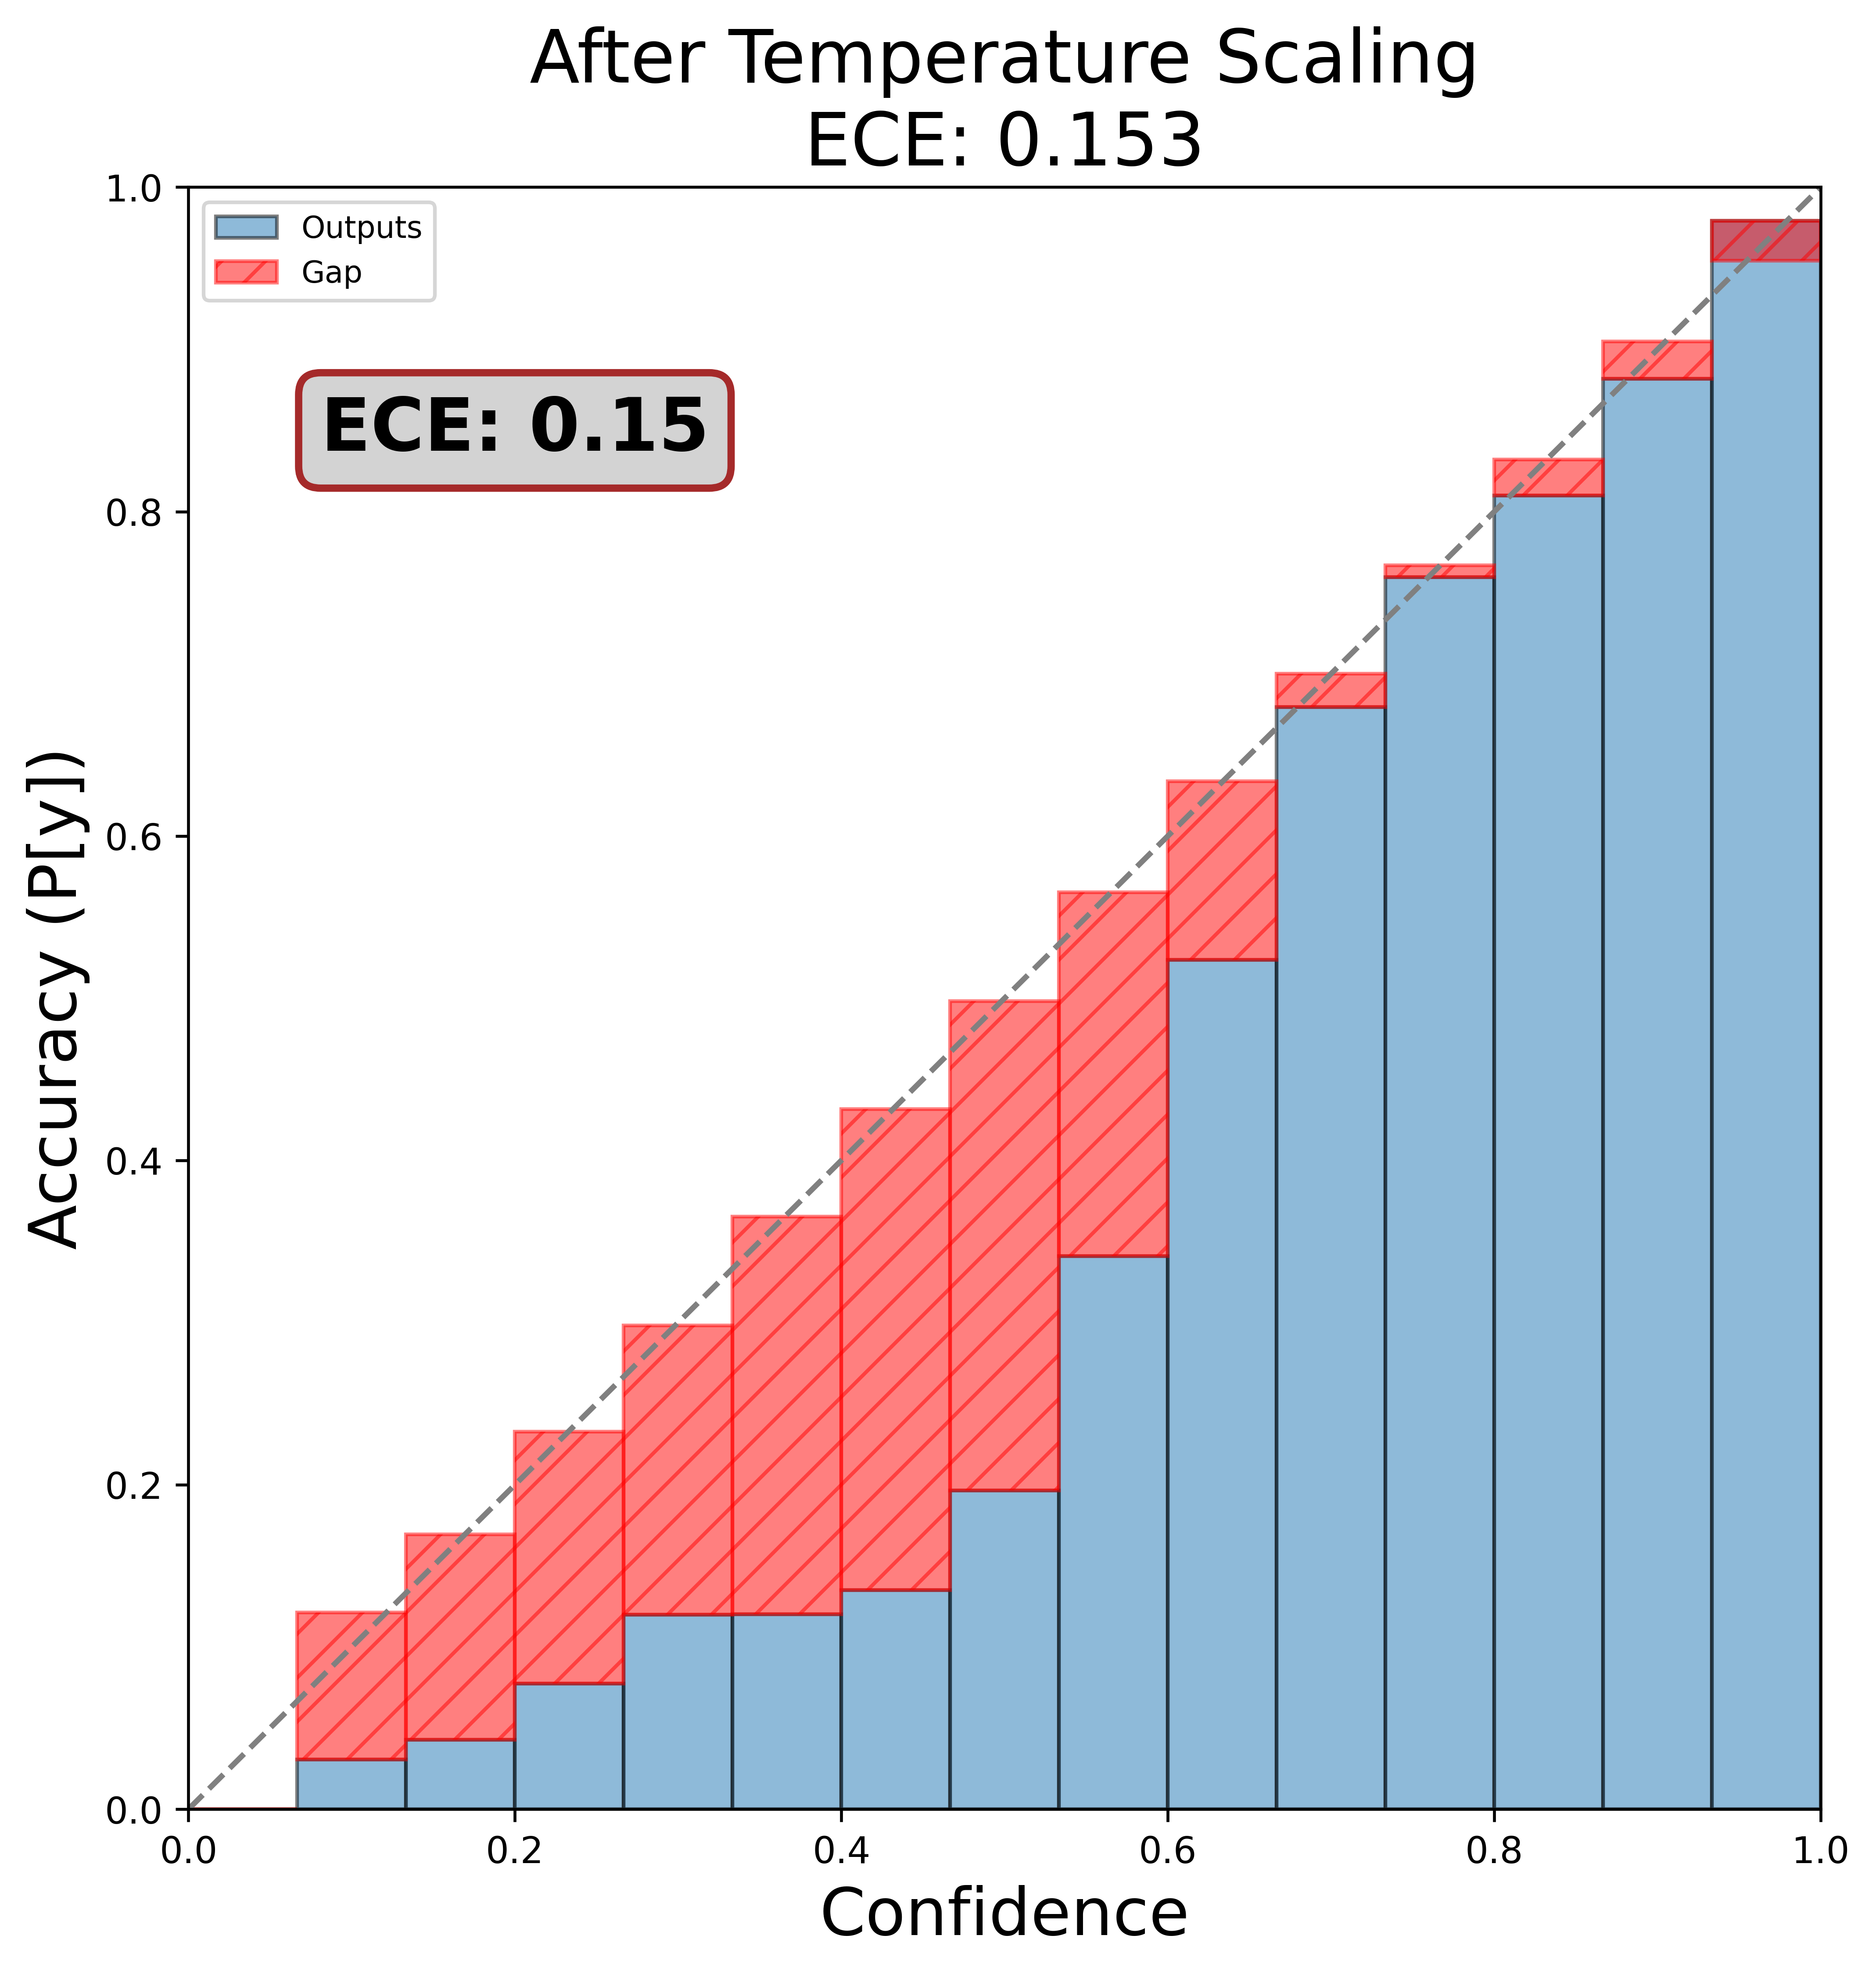 After Temperature Scaling
ECE: 0.153
1.0
Outputs
Gap
ECE: 0.15
0.8
0.6
0.4
0.2
0.0
Accuracy (P[y])
0.0 0.2 0.4 0.6 0.8 1.0
Confidence